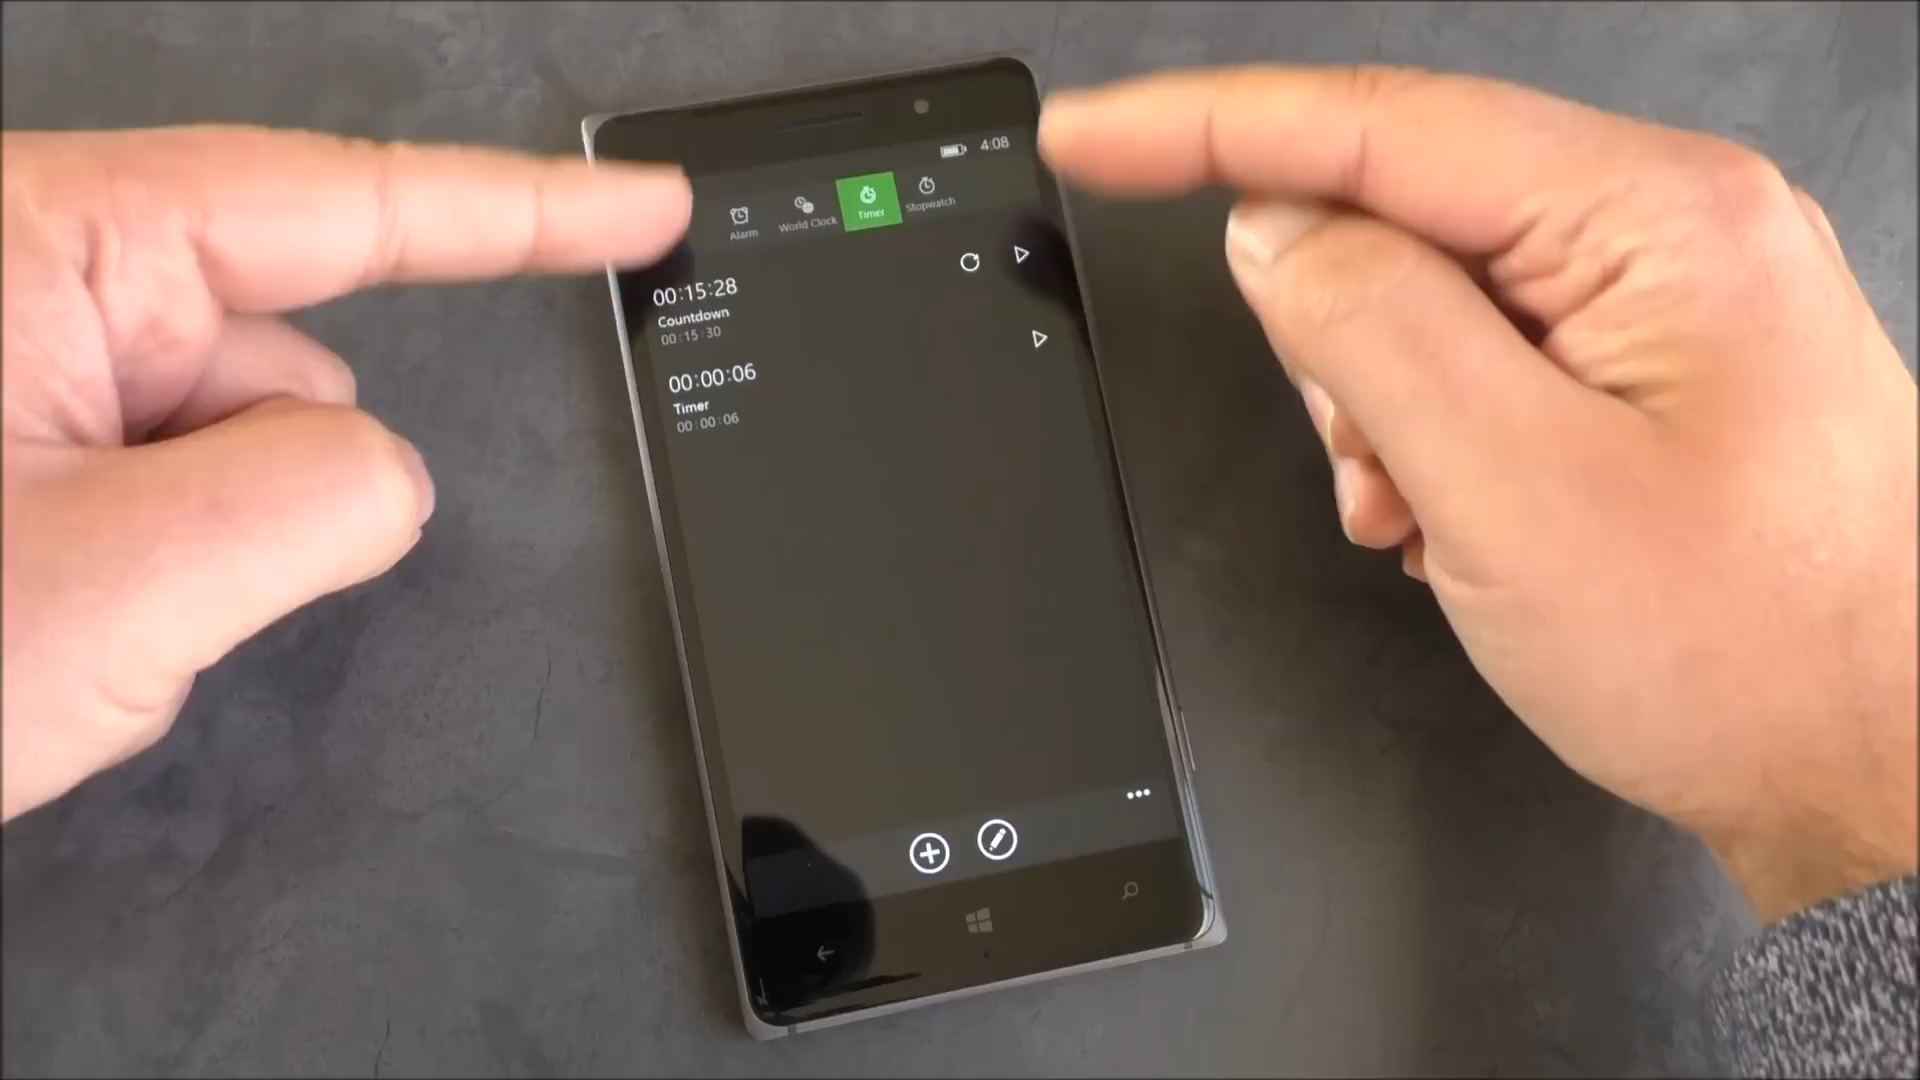 4:08
Alarm
World Clock
Timer
Stopwatch
00:15:28
Countdown
00:15:30
00:00:06
Timer
00:00:06